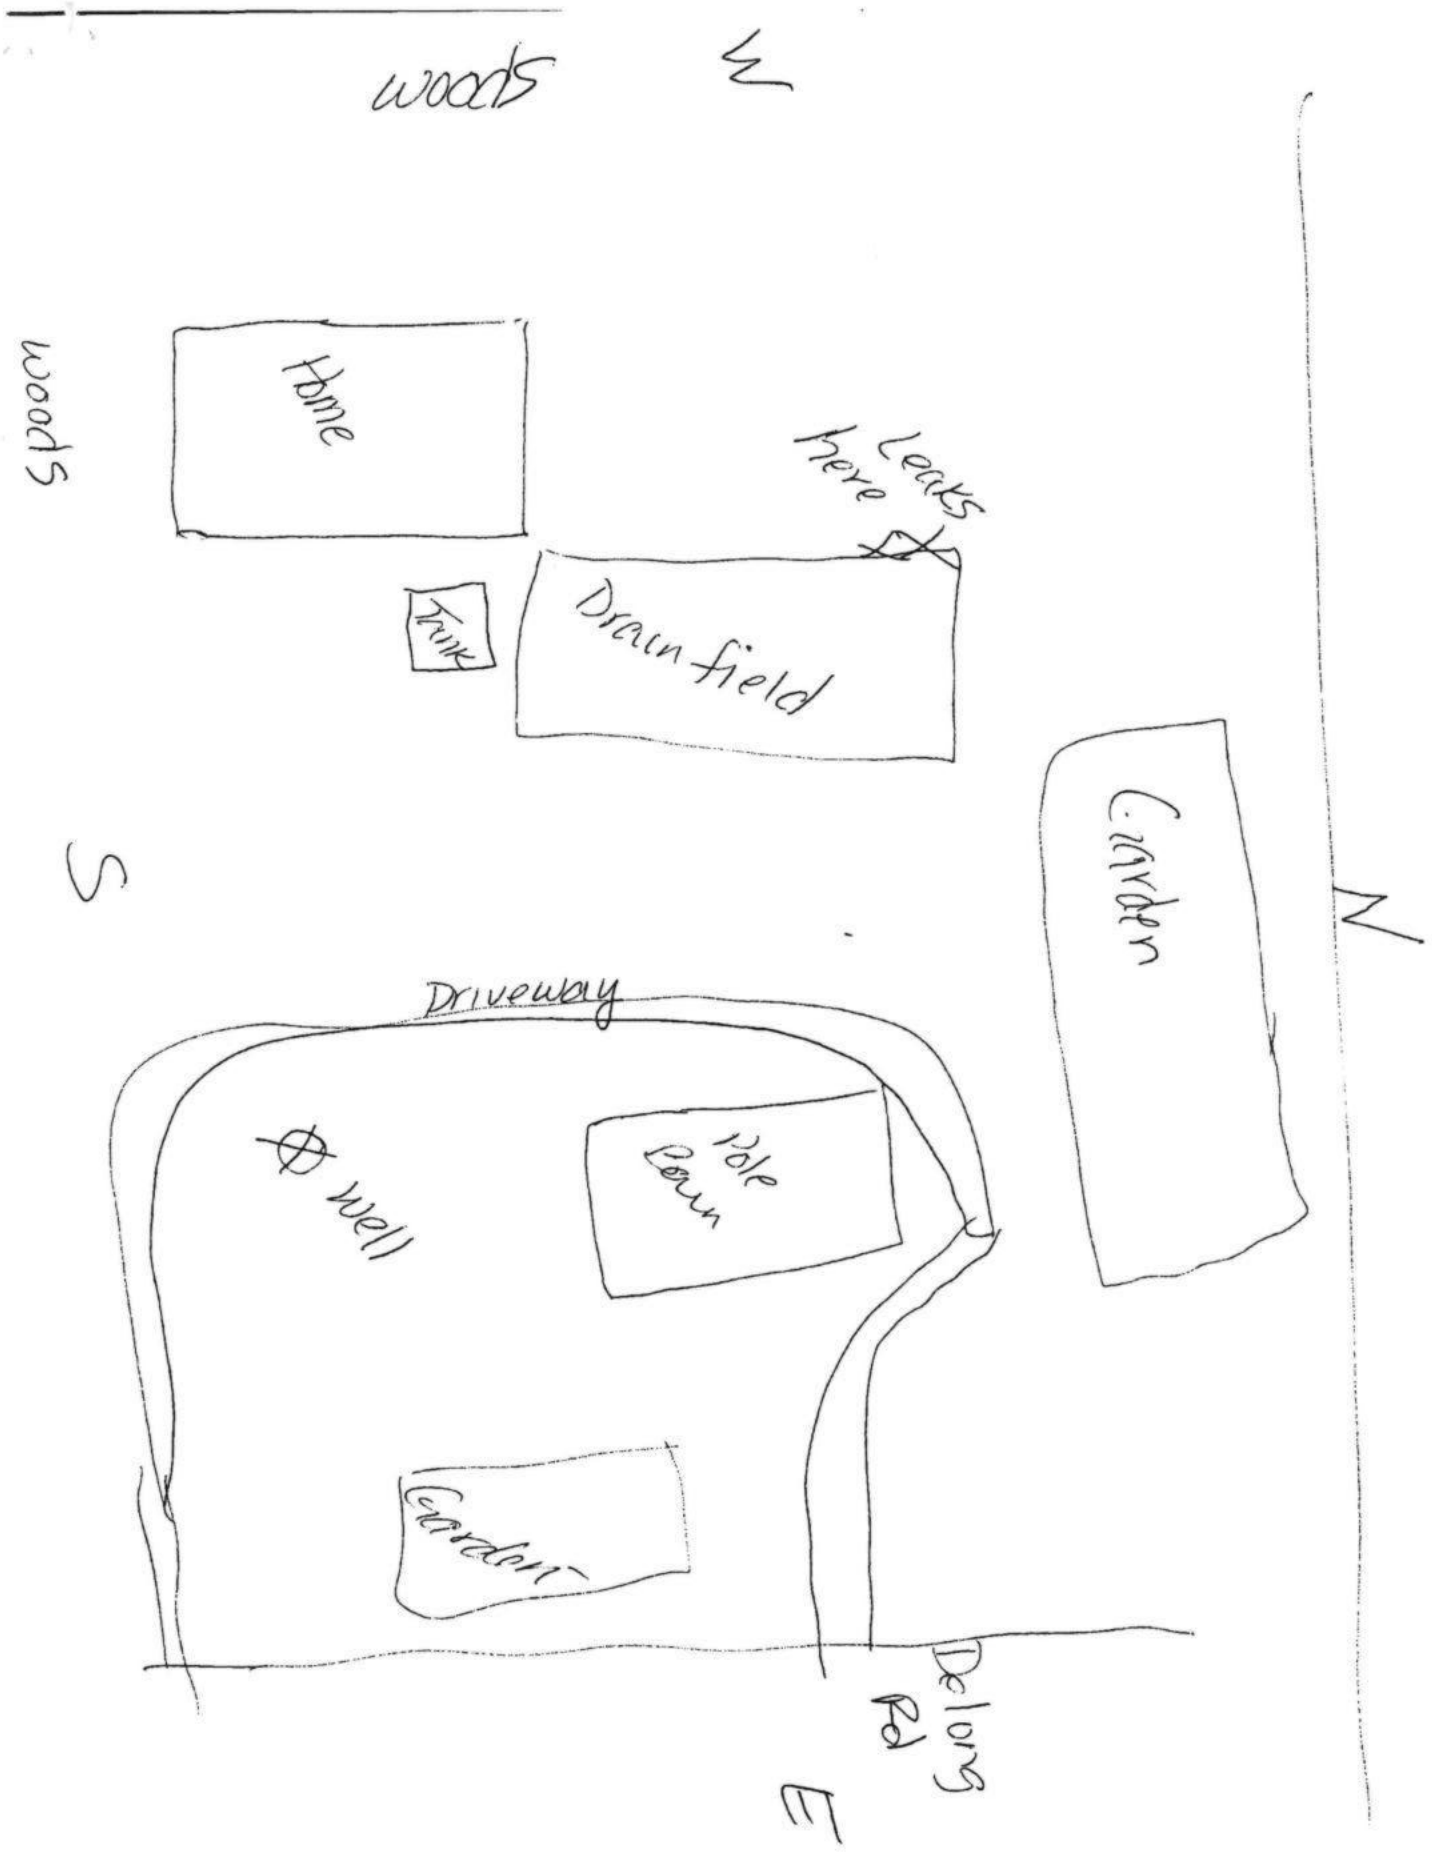 W
woods
woods
Home
Leaks
here
Tank
Drain field
Garden
N
S
Driveway
Well
Pole
Barn
Garden
Delong
Rd
E